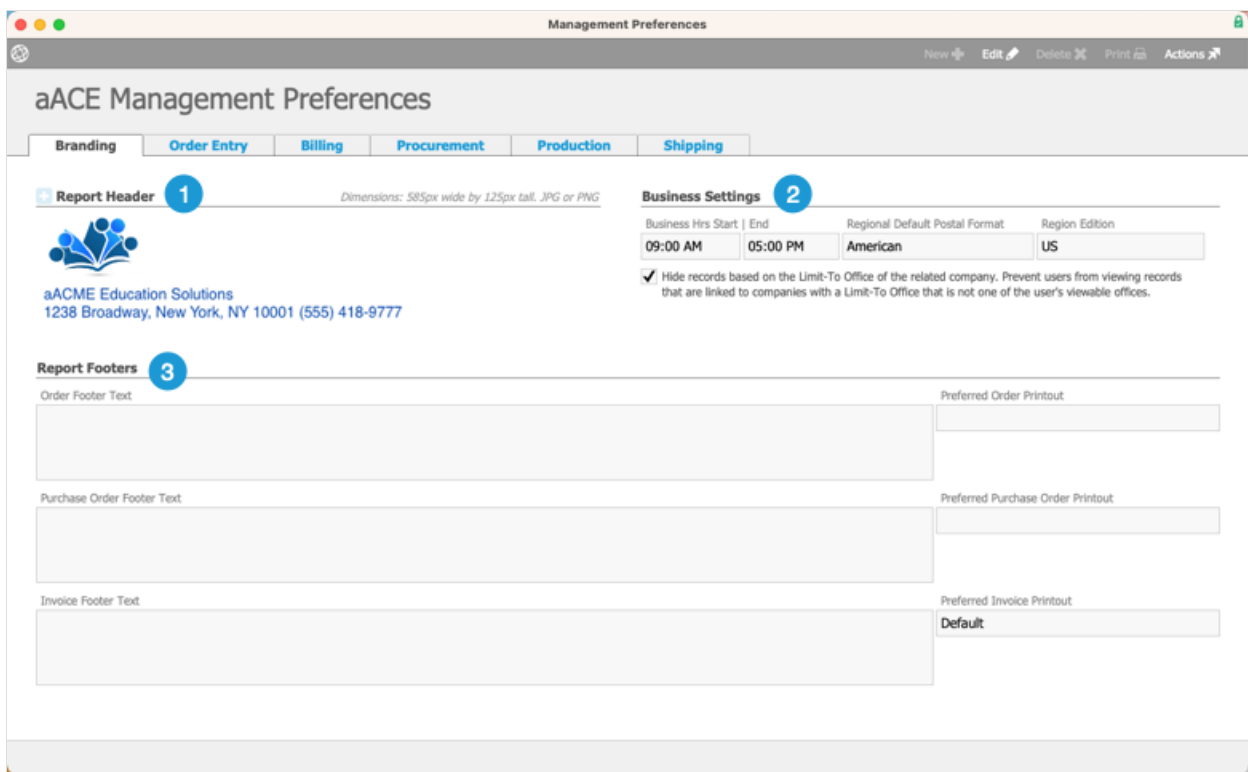 Management Preferences
New Edit Delete Print Actions
aACE Management Preferences
Branding Order Entry Billing Procurement Production Shipping
Report Header 1 Dimensions: 585px wide by 125px tall. JPG or PNG
aACME Education Solutions
1238 Broadway, New York, NY 10001 (555) 418-9777
Business Settings 2
Business Hrs Start | End Regional Default Postal Format Region Edition
09:00 AM 05:00 PM American US
Hide records based on the Limit-To Office of the related company. Prevent users from viewing records
that are linked to companies with a Limit-To Office that is not one of the user's viewable offices.
Report Footers 3
Order Footer Text Preferred Order Printout
Purchase Order Footer Text Preferred Purchase Order Printout
Invoice Footer Text Preferred Invoice Printout
Default